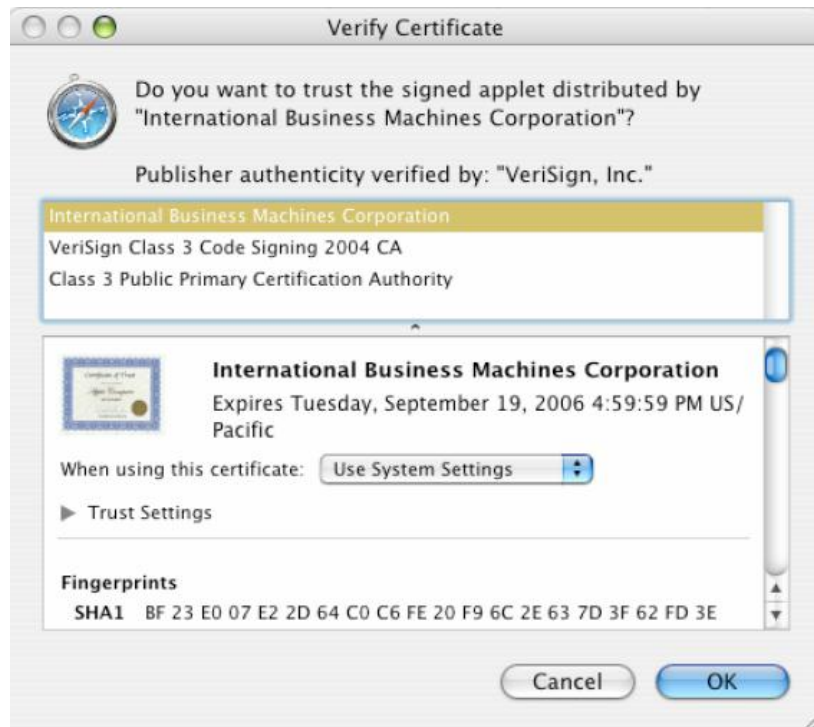 Verify Certificate
Do you want to trust the signed applet distributed by
"International Business Machines Corporation"?
Publisher authenticity verified by: "VeriSign, Inc."
International Business Machines Corporation
VeriSign Class 3 Code Signing 2004 CA
Class 3 Public Primary Certification Authority
International Business Machines Corporation
Expires Tuesday, September 19, 2006 4:59:59 PM US/
Pacific
When using this certificate: Use System Settings
Trust Settings
Fingerprints
SHA1 BF 23 E0 07 E2 2D 64 C0 C6 FE 20 F9 6C 2E 63 7D 3F 62 FD 3E
Cancel OK